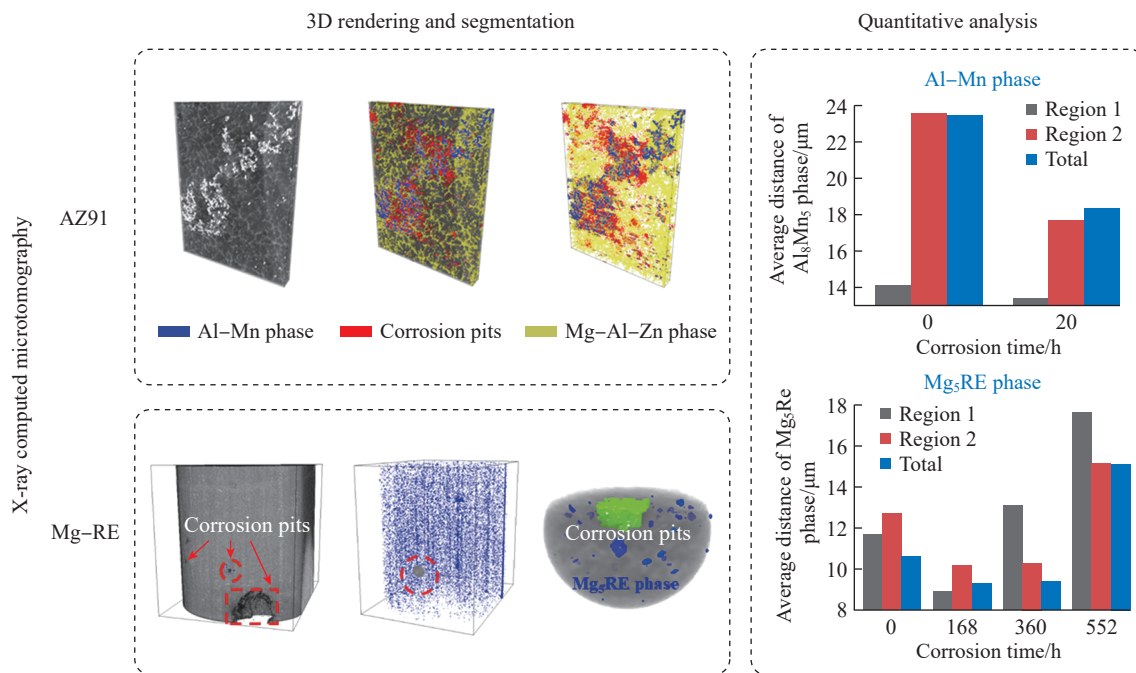 3D rendering and segmentation
Quantitative analysis
X-ray computed microtomography
AZ91
Al–Mn phase
Corrosion pits
Mg–Al–Zn phase
Mg–RE
Corrosion pits
Corrosion pits
Mg₅RE phase
Al–Mn phase
Average distance of
Al₈Mn₅ phase/μm
24
22
20
18
16
14
Region 1
Region 2
Total
0
20
Corrosion time/h
Mg₅RE phase
Average distance of Mg₅Re
phase/μm
18
16
14
12
10
8
Region 1
Region 2
Total
0
168
360
552
Corrosion time/h